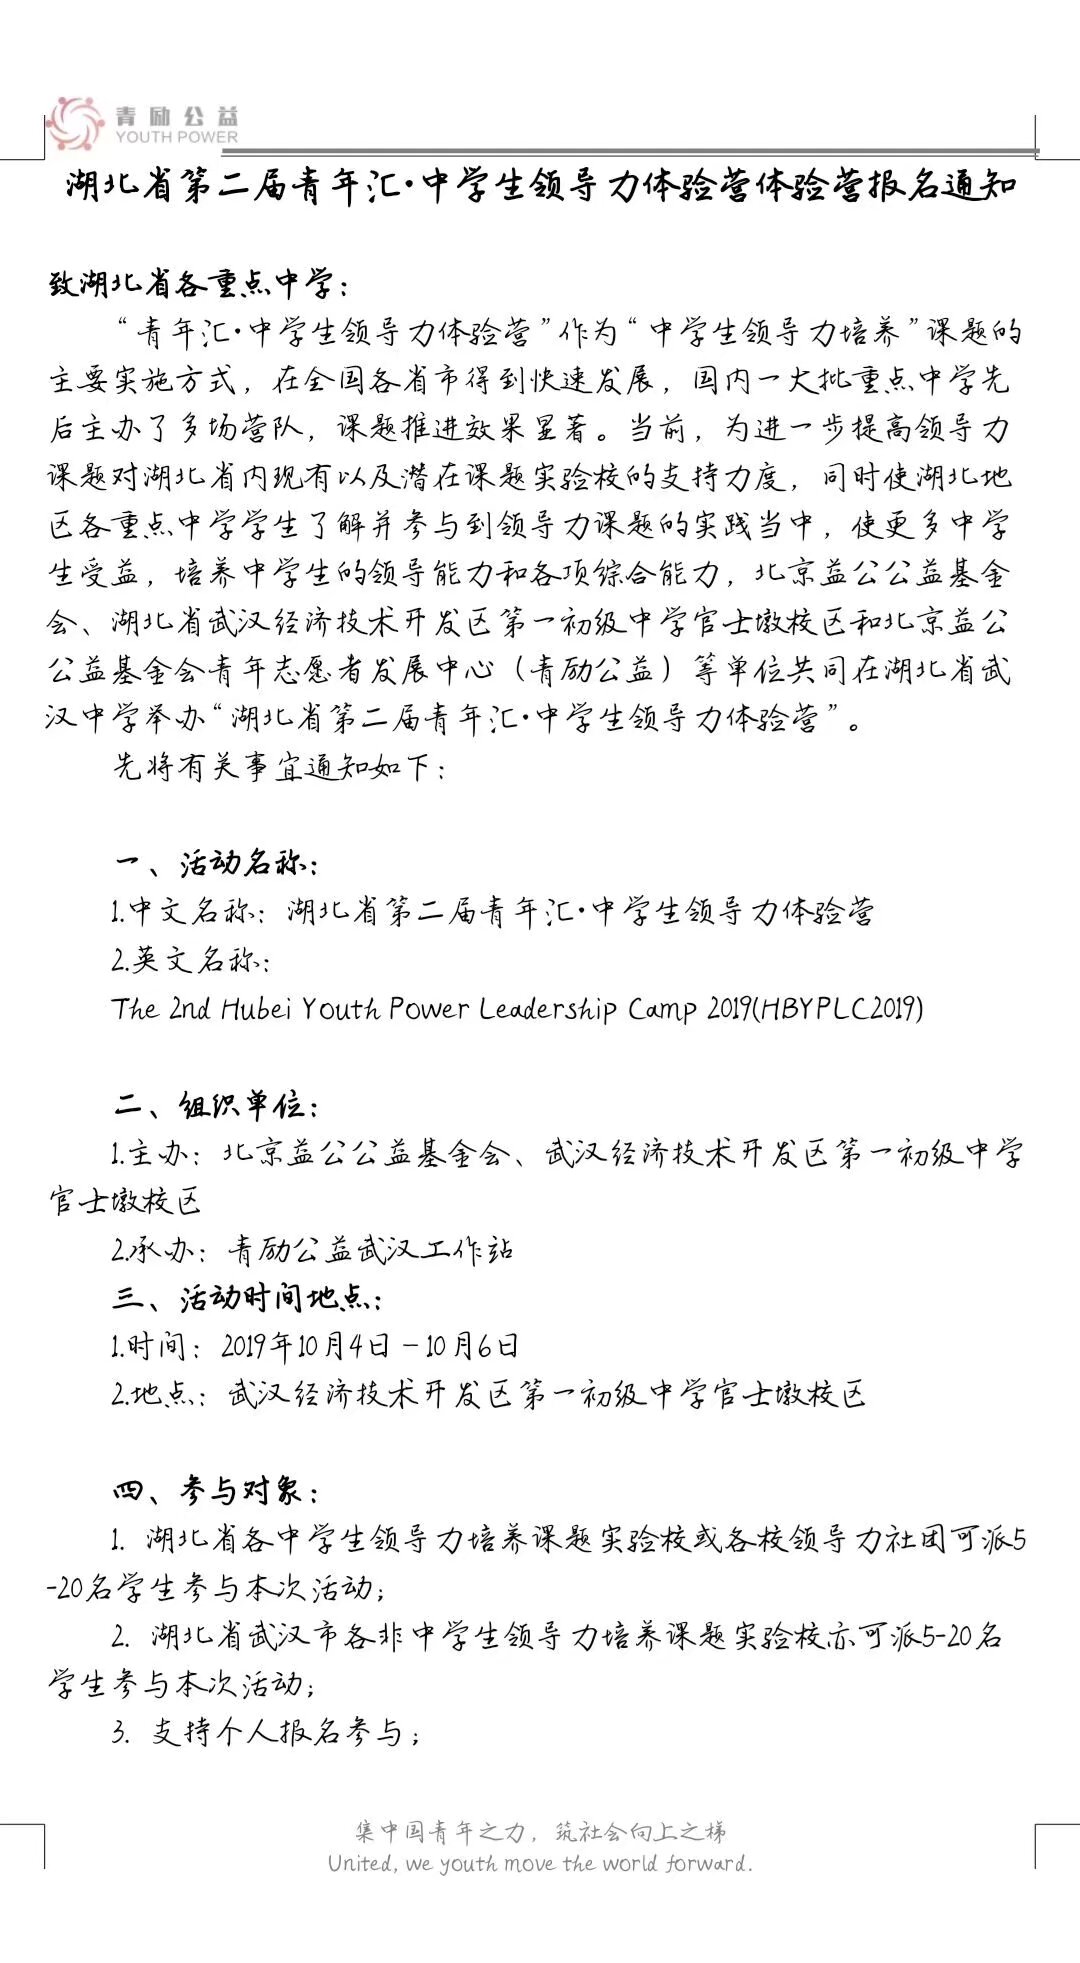 青励公益
YOUTH POWER
湖北省第二届青年汇·中学生领导力体验营体验营报名通知
致湖北省各重点中学：
“青年汇·中学生领导力体验营”作为“中学生领导力培养”课题的
主要实施方式，在全国各省市得到快速发展，国内一大批重点中学先
后主办了多场营队，课题推进效果显著。当前，为进一步提高领导力
课题对湖北省内现有以及潜在课题实验校的支持力度，同时使湖北地
区各重点中学学生了解并参与到领导力课题的实践当中，使更多中学
生受益，培养中学生的领导能力和各项综合能力，北京益公公益基金
会、湖北省武汉经济技术开发区第一初级中学官士墩校区和北京益公
公益基金会青年志愿者发展中心（青励公益）等单位共同在湖北省武
汉中学举办“湖北省第二届青年汇·中学生领导力体验营”。
先将有关事宜通知如下：
一、活动名称：
1.中文名称：湖北省第二届青年汇·中学生领导力体验营
2.英文名称：
The 2nd Hubei Youth Power Leadership Camp 2019(HBYPLC2019)
二、组织单位：
1.主办：北京益公公益基金会、武汉经济技术开发区第一初级中学
官士墩校区
2.承办：青励公益武汉工作站
三、活动时间地点：
1.时间：2019年10月4日－10月6日
2.地点：武汉经济技术开发区第一初级中学官士墩校区
四、参与对象：
1. 湖北省各中学生领导力培养课题实验校或各校领导力社团可派5
-20名学生参与本次活动；
2. 湖北省武汉市各非中学生领导力培养课题实验校亦可派5-20名
学生参与本次活动；
3. 支持个人报名参与；
集中国青年之力，筑社会向上之梯
United, we youth move the world forward.